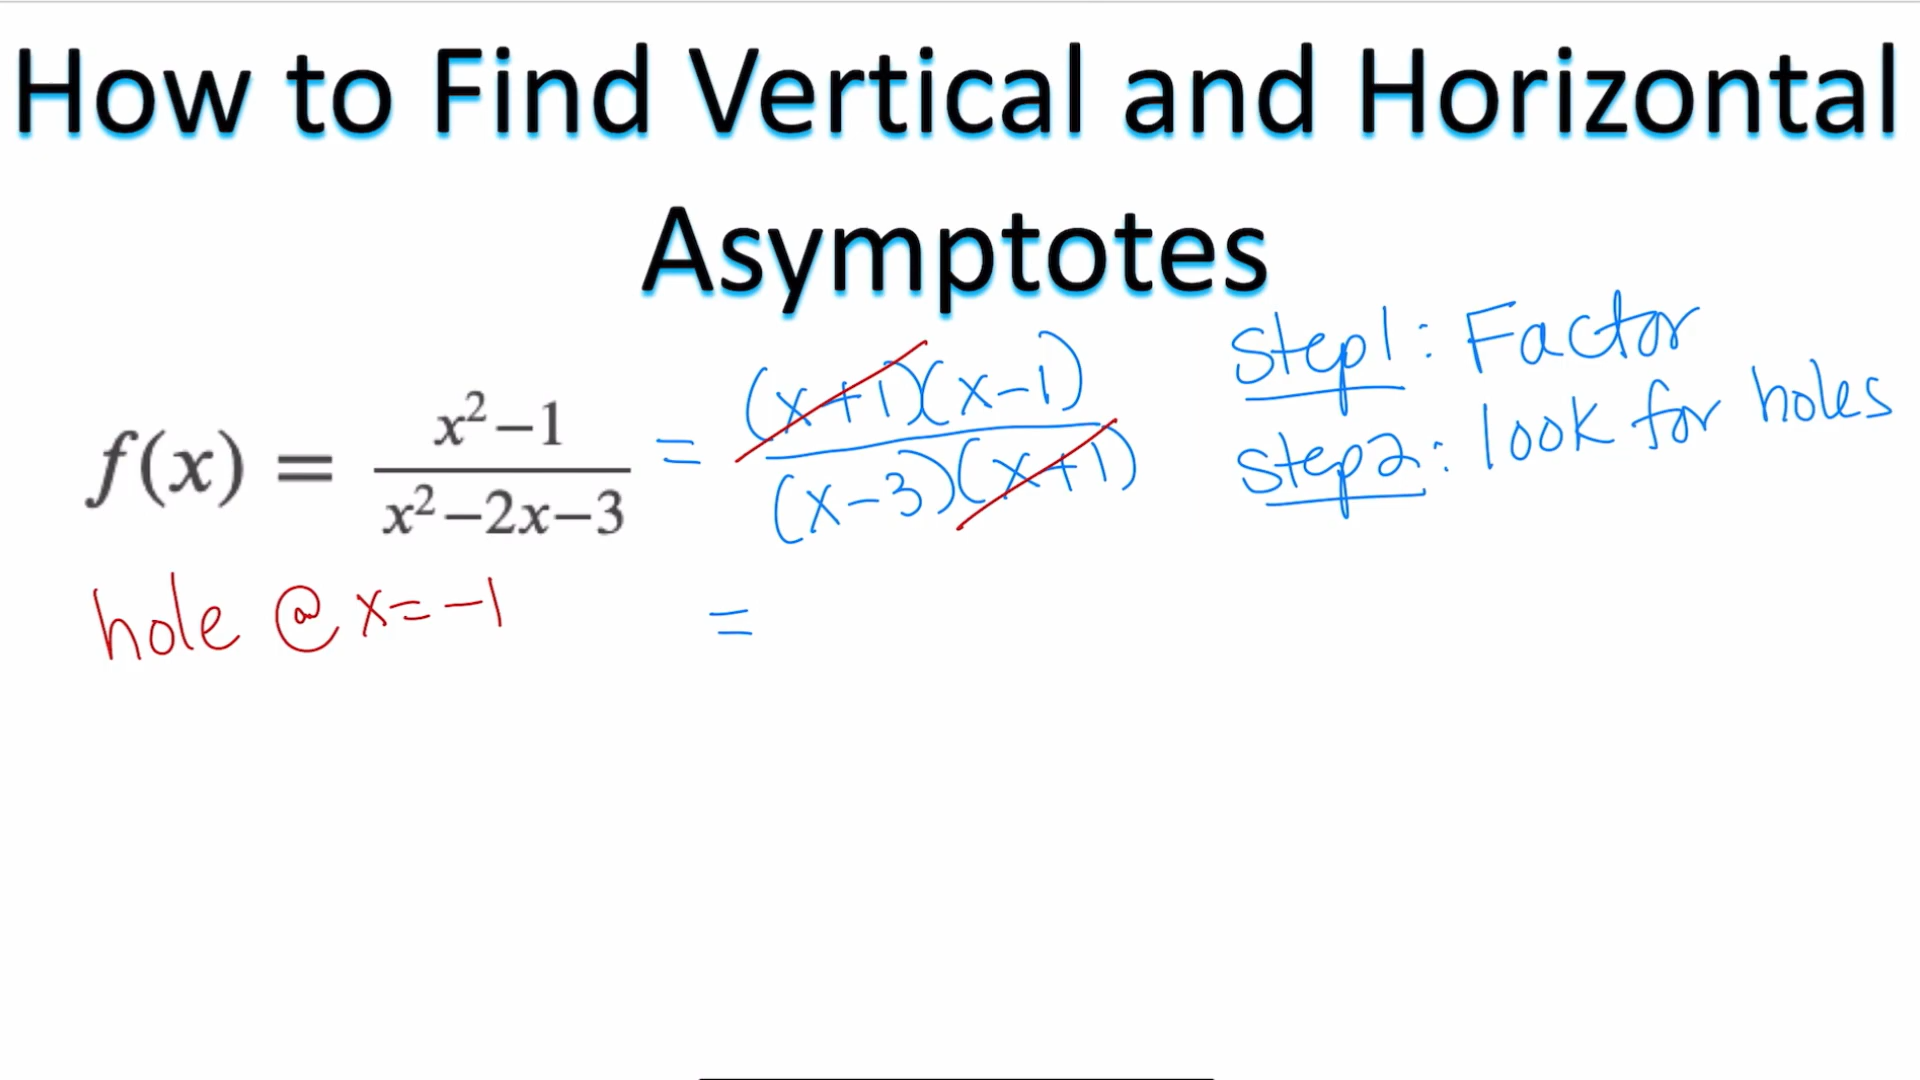 How to Find Vertical and Horizontal
Asymptotes
f(x) = x²−1 / x²−2x−3 = (x+1)(x−1) / (x−3)(x+1)
Step1: Factor
Step2: look for holes
hole @ x=−1
=